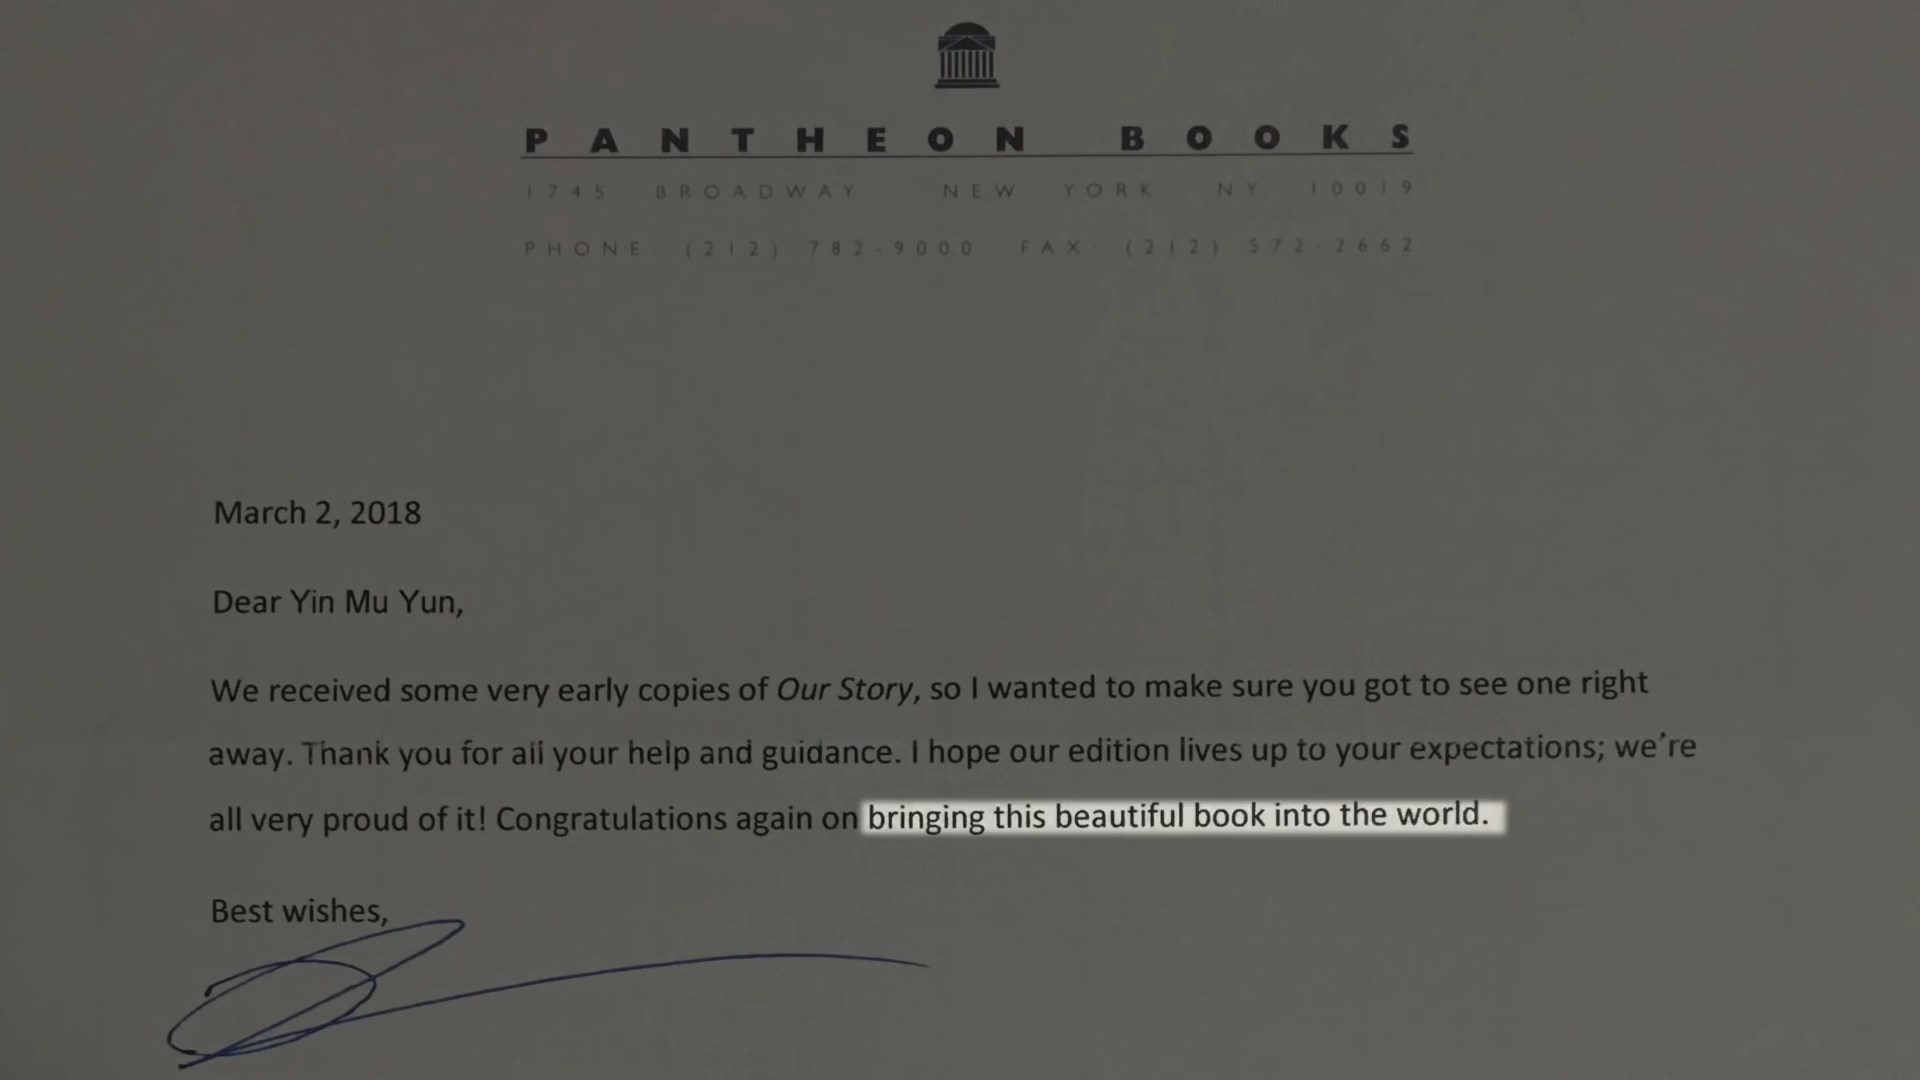 PANTHEON BOOKS
1745 BROADWAY NEW YORK, NY 10019
PHONE (212) 782-9000 FAX (212) 572-2662
March 2, 2018
Dear Yin Mu Yun,
We received some very early copies of Our Story, so I wanted to make sure you got to see one right
away. Thank you for all your help and guidance. I hope our edition lives up to your expectations; we're
all very proud of it! Congratulations again on bringing this beautiful book into the world.
Best wishes,